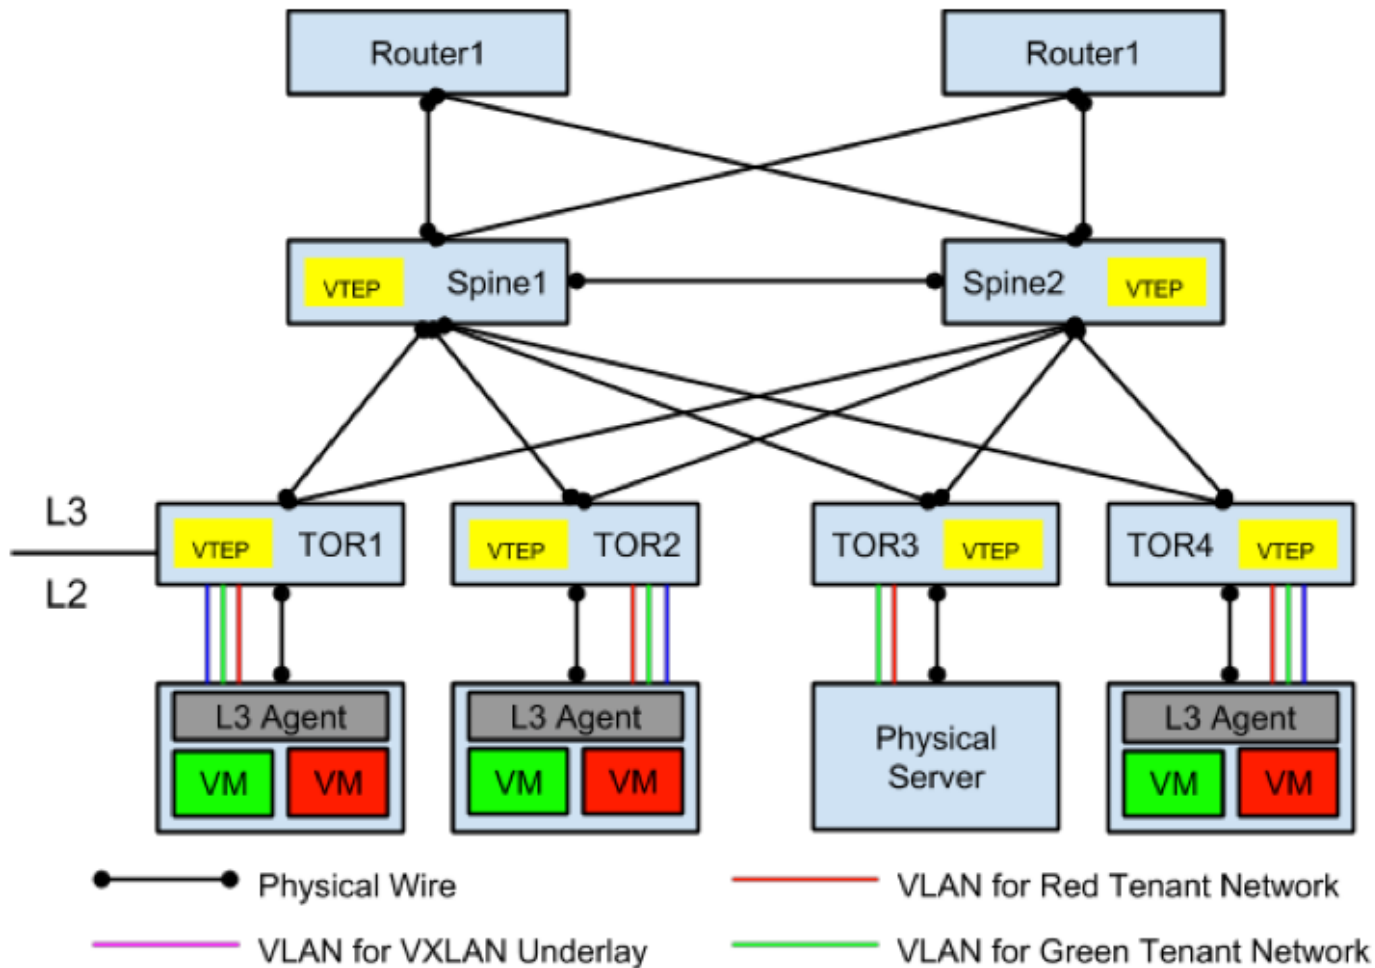 Router1
Router1
VTEP
Spine1
Spine2
VTEP
L3
L2
VTEP
TOR1
VTEP
TOR2
TOR3
VTEP
TOR4
VTEP
L3 Agent
VM
VM
L3 Agent
VM
VM
Physical
Server
L3 Agent
VM
VM
Physical Wire
VLAN for Red Tenant Network
VLAN for VXLAN Underlay
VLAN for Green Tenant Network